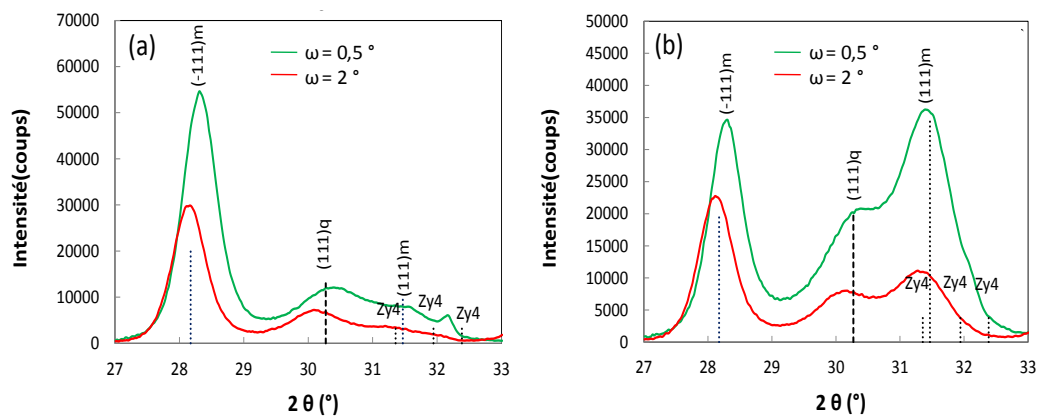 (a)
ω = 0,5 °
ω = 2 °
(-111)m
(111)q
(111)m
Zy4
Zy4
Zy4
70000
60000
50000
40000
30000
20000
10000
0
27
28
29
30
31
32
33
Intensité(coups)
2 θ (°)
(b)
ω = 0,5 °
ω = 2 °
(-111)m
(111)q
(111)m
Zy4
Zy4
Zy4
50000
45000
40000
35000
30000
25000
20000
15000
10000
5000
0
27
28
29
30
31
32
33
Intensité(coups)
2 θ (°)